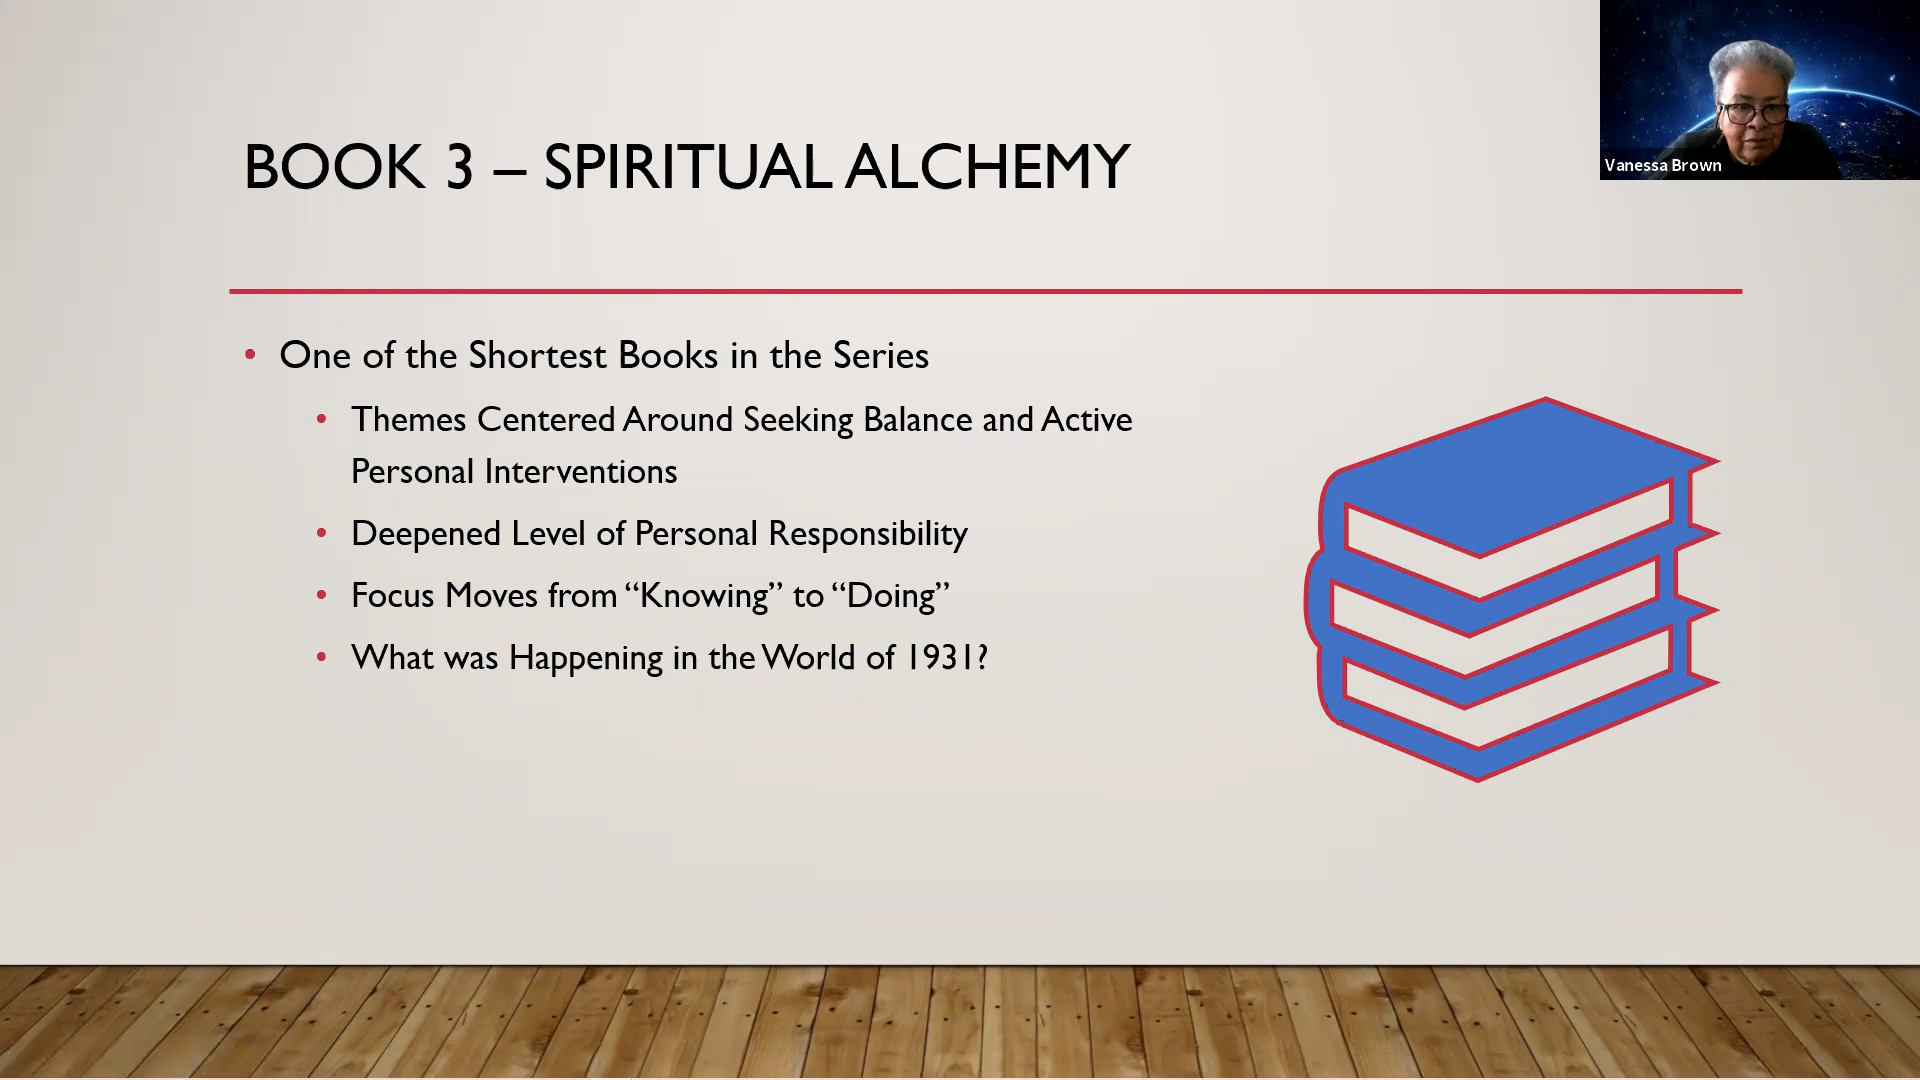 BOOK 3 – SPIRITUAL ALCHEMY
Vanessa Brown
• One of the Shortest Books in the Series
• Themes Centered Around Seeking Balance and Active
Personal Interventions
• Deepened Level of Personal Responsibility
• Focus Moves from “Knowing” to “Doing”
• What was Happening in the World of 1931?